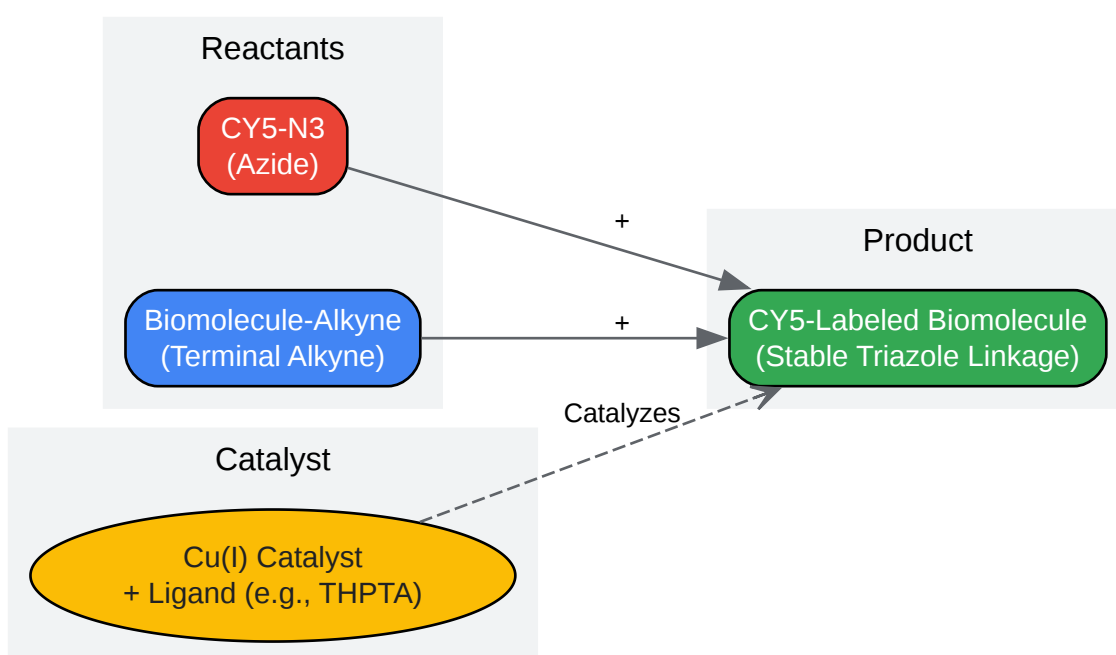 Reactants
CY5-N3
(Azide)
+
Product
Biomolecule-Alkyne
(Terminal Alkyne)
+
CY5-Labeled Biomolecule
(Stable Triazole Linkage)
Catalyzes
Catalyst
Cu(I) Catalyst
+ Ligand (e.g., THPTA)